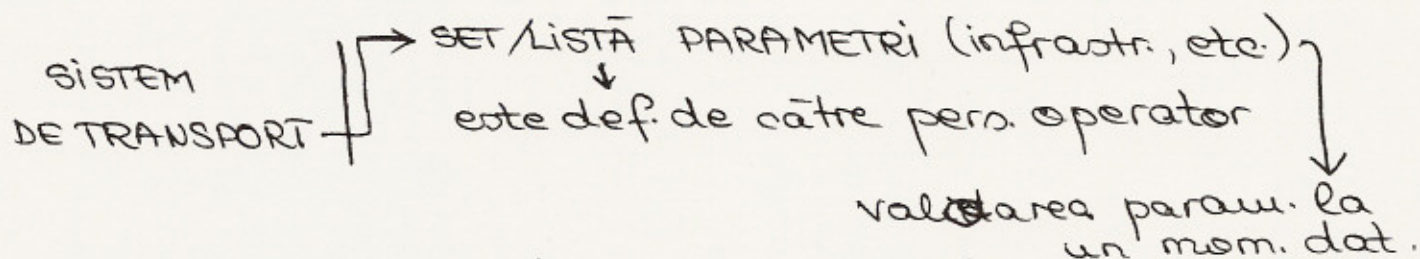 SISTEM
DE TRANSPORT
SET/LISTĂ PARAMETRI (infrastr., etc.)
este def. de către pers. operator
validarea param. la
un mom. dat.